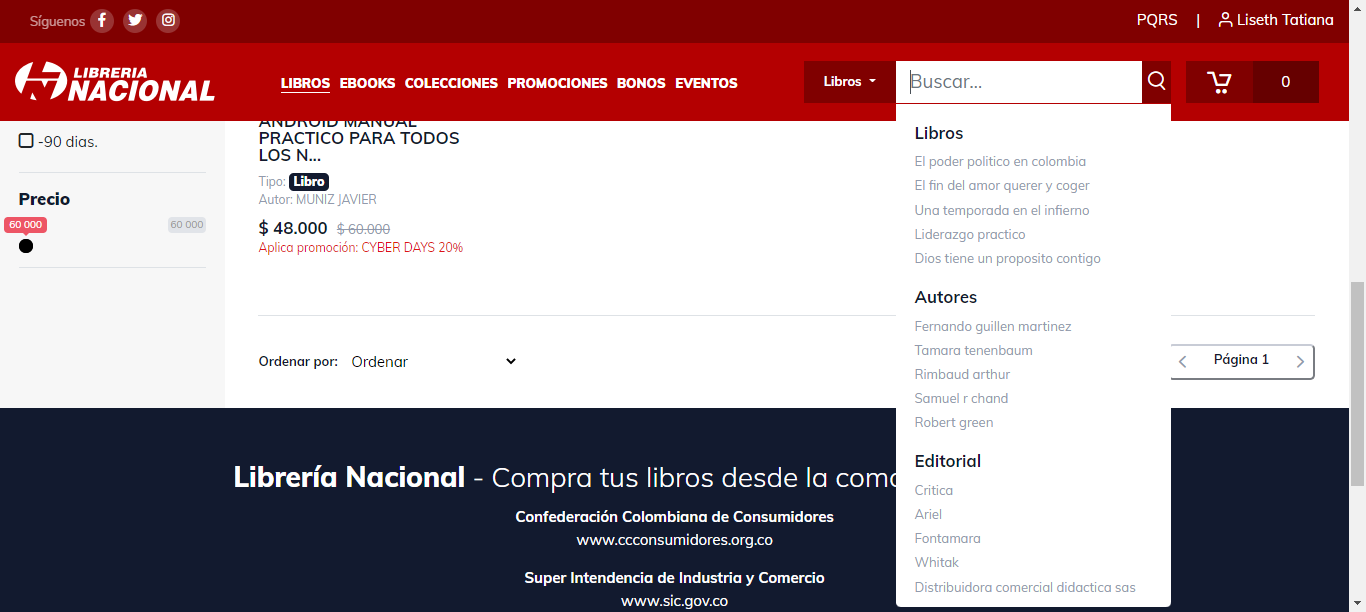 Síguenos
PQRS | Liseth Tatiana
LIBRERIA
NACIONAL
LIBROS EBOOKS COLECCIONES PROMOCIONES BONOS EVENTOS
Libros
Buscar...
0
-90 dias.
Precio
60 000
60 000
ANDROID MANUAL
PRACTICO PARA TODOS
LOS N...
Tipo: Libro
Autor: MUNIZ JAVIER
$ 48.000 $ 60.000
Aplica promoción: CYBER DAYS 20%
Ordenar por: Ordenar
Libros
El poder politico en colombia
El fin del amor querer y coger
Una temporada en el infierno
Liderazgo practico
Dios tiene un proposito contigo
Autores
Fernando guillen martinez
Tamara tenenbaum
Rimbaud arthur
Samuel r chand
Robert green
Editorial
Critica
Ariel
Fontamara
Whitak
Distribuidora comercial didactica sas
Página 1
Librería Nacional - Compra tus libros desde la como
Confederación Colombiana de Consumidores
www.ccconsumidores.org.co
Super Intendencia de Industria y Comercio
www.sic.gov.co